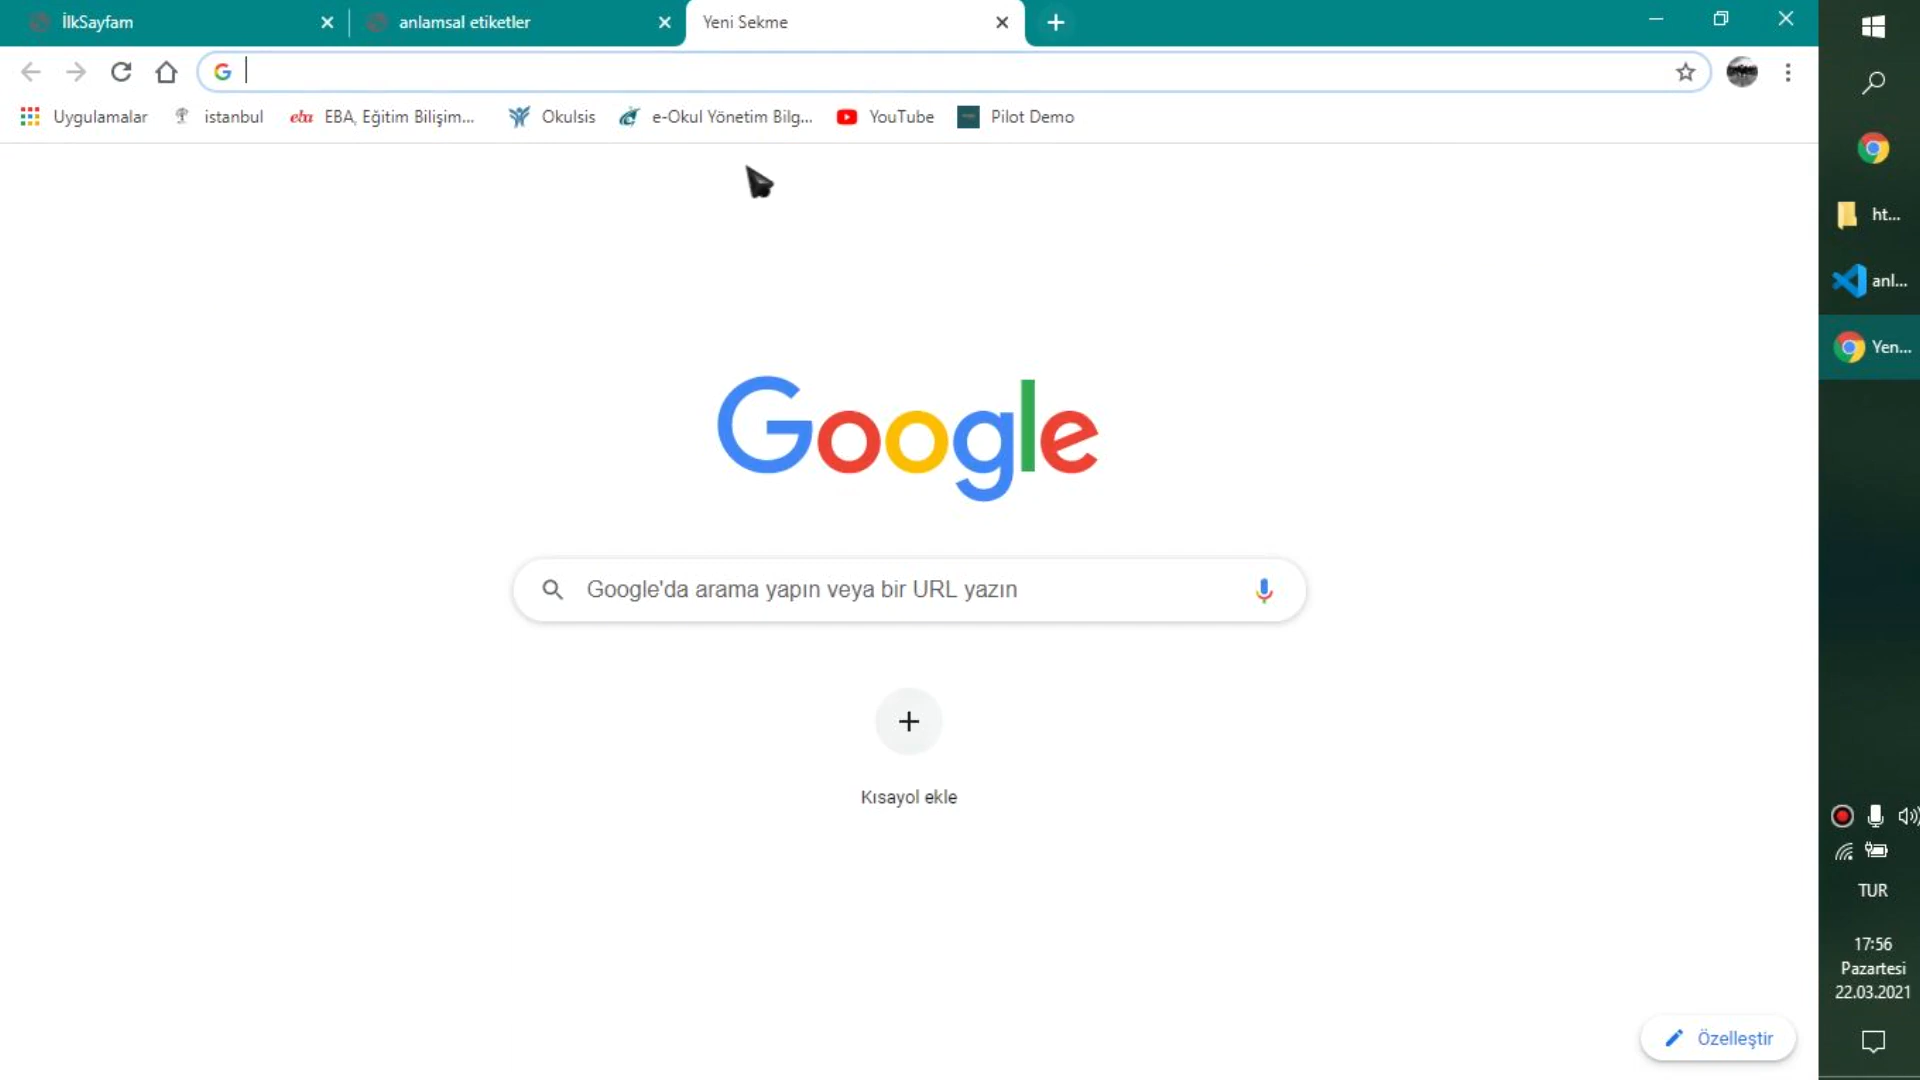 İlkSayfam
anlamsal etiketler
Yeni Sekme
Uygulamalar
istanbul
eba EBA, Eğitim Bilişim...
Okulsis
e-Okul Yönetim Bilg...
YouTube
Pilot Demo
Google
Google'da arama yapın veya bir URL yazın
Kısayol ekle
Özelleştir
ht...
anl...
Yen...
TUR
17:56
Pazartesi
22.03.2021